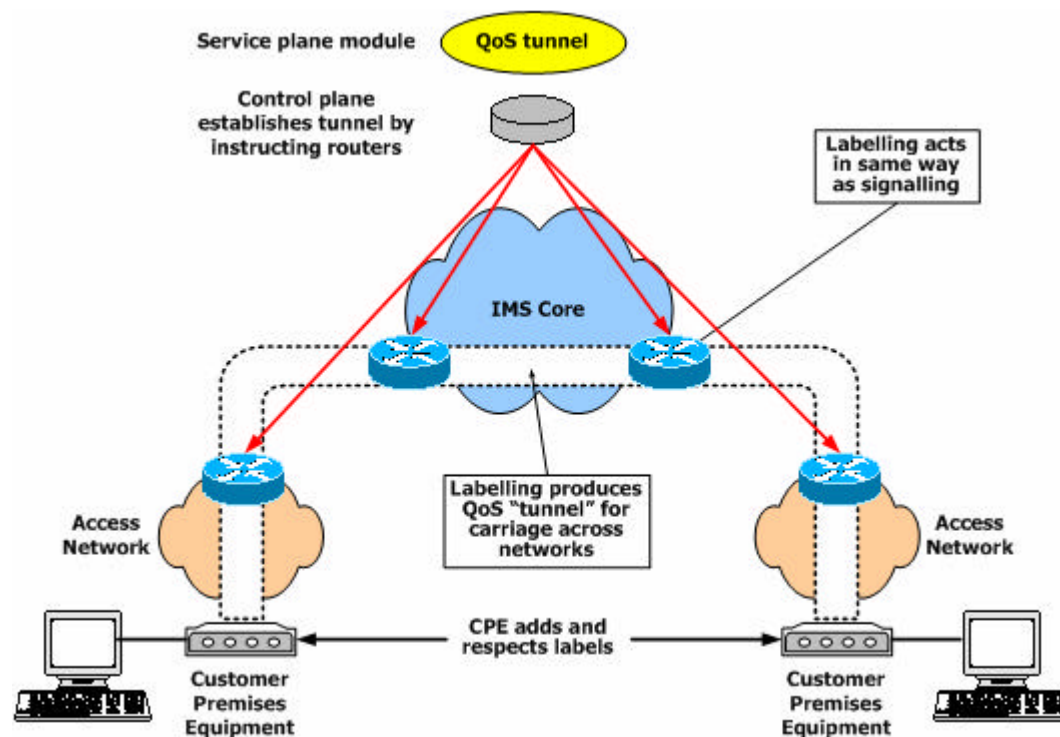 Service plane module
QoS tunnel
Control plane
establishes tunnel by
instructing routers
Labelling acts
in same way
as signalling
IMS Core
Labelling produces
QoS "tunnel" for
carriage across
networks
Access
Network
Access
Network
CPE adds and
respects labels
Customer
Premises
Equipment
Customer
Premises
Equipment